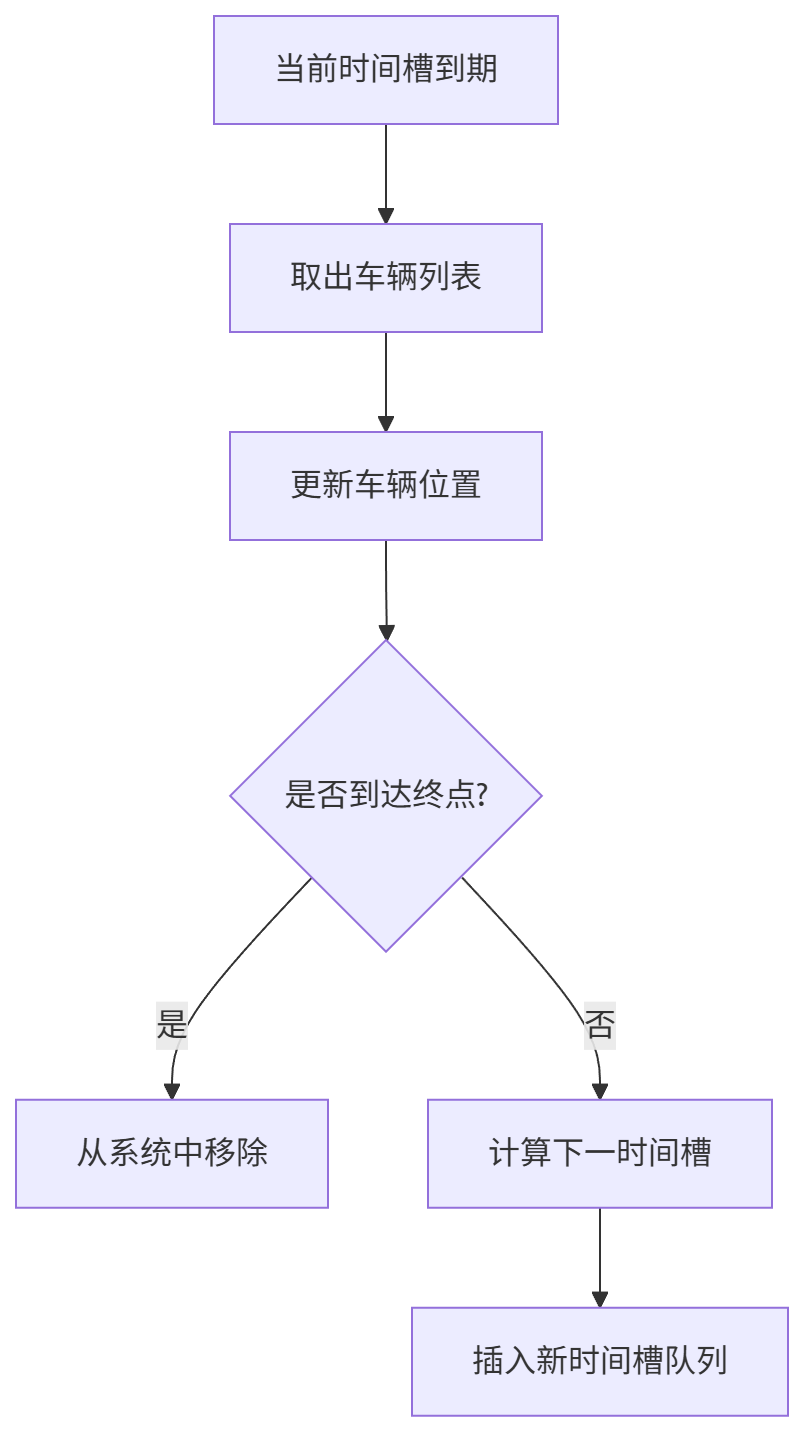 当前时间槽到期
取出车辆列表
更新车辆位置
是否到达终点?
是
否
从系统中移除
计算下一时间槽
插入新时间槽队列